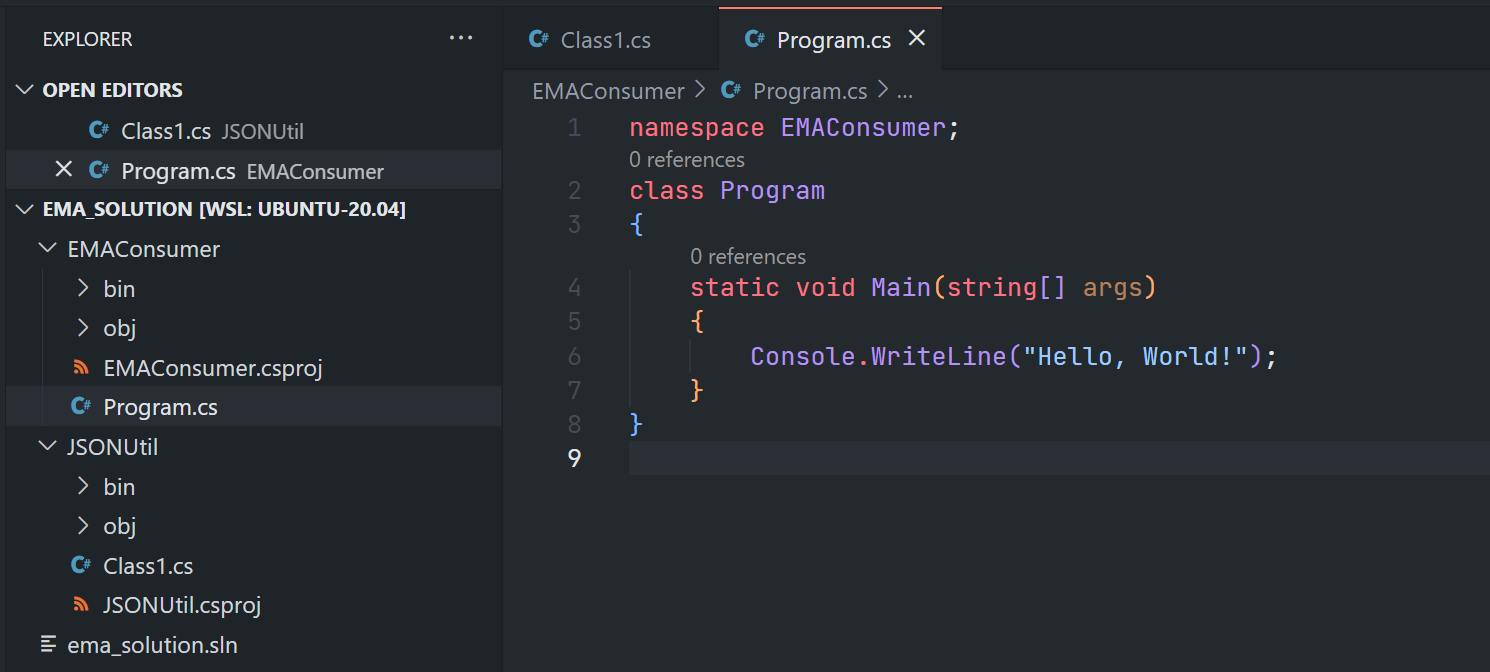 EXPLORER ···
OPEN EDITORS
C# Class1.cs JSONUtil
C# Program.cs EMAConsumer
EMA_SOLUTION [WSL: UBUNTU-20.04]
EMAConsumer
bin
obj
EMAConsumer.csproj
C# Program.cs
JSONUtil
bin
obj
C# Class1.cs
JSONUtil.csproj
ema_solution.sln
C# Class1.cs C# Program.cs
EMAConsumer > C# Program.cs > ...
1 namespace EMAConsumer;
0 references
2 class Program
3 {
0 references
4 static void Main(string[] args)
5 {
6 Console.WriteLine("Hello, World!");
7 }
8 }
9